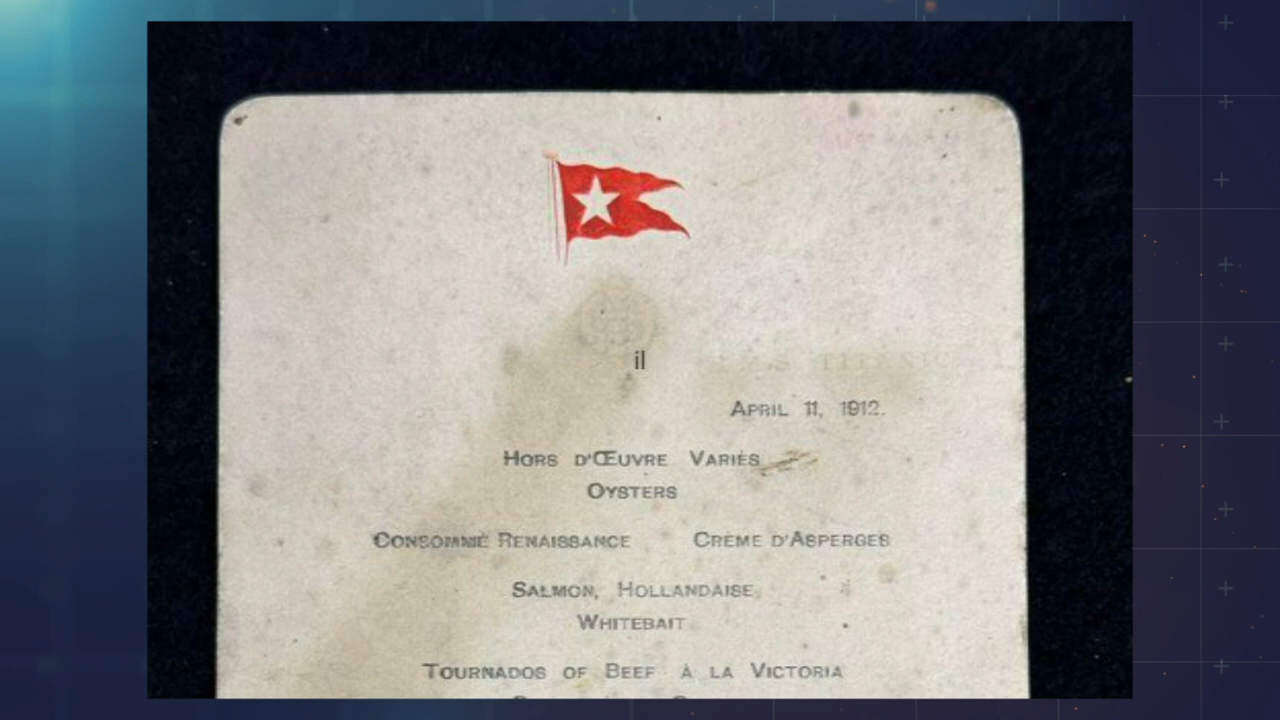 il
April 11, 1912.
Hors d'Œuvre Variés
Oysters
Consommé Renaissance Crème d'Asperges
Salmon, Hollandaise
Whitebait
Tournados of Beef à la Victoria